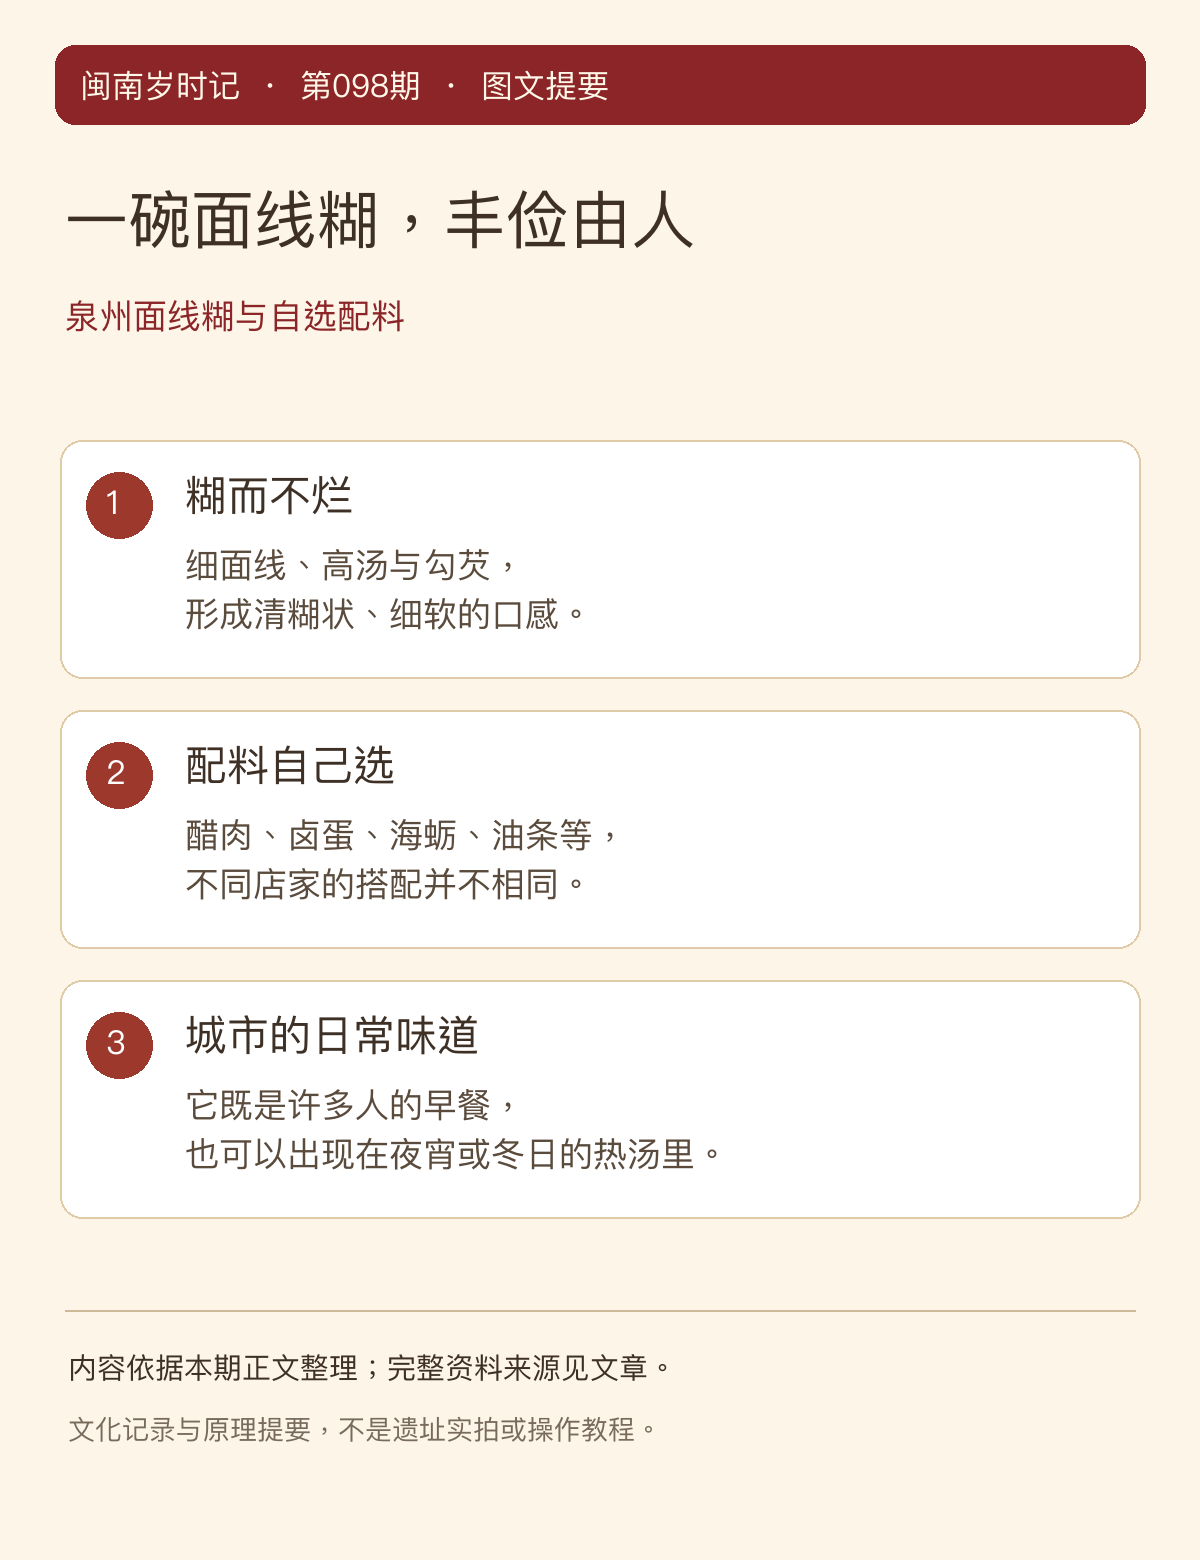 闽南岁时记 · 第098期 · 图文提要
一碗面线糊，丰俭由人
泉州面线糊与自选配料
1 糊而不烂
细面线、高汤与勾芡，
形成清糊状、细软的口感。
2 配料自己选
醋肉、卤蛋、海蛎、油条等，
不同店家的搭配并不相同。
3 城市的日常味道
它既是许多人的早餐，
也可以出现在夜宵或冬日的热汤里。
内容依据本期正文整理；完整资料来源见文章。
文化记录与原理提要，不是遗址实拍或操作教程。